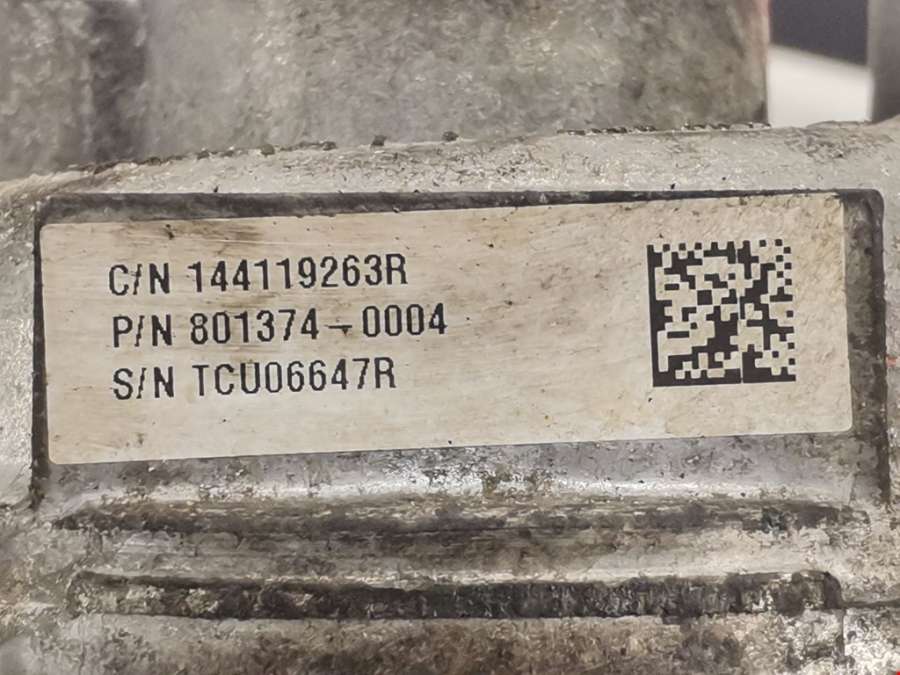 C/N 144119263R
P/N 801374-0004
S/N TCU06647R